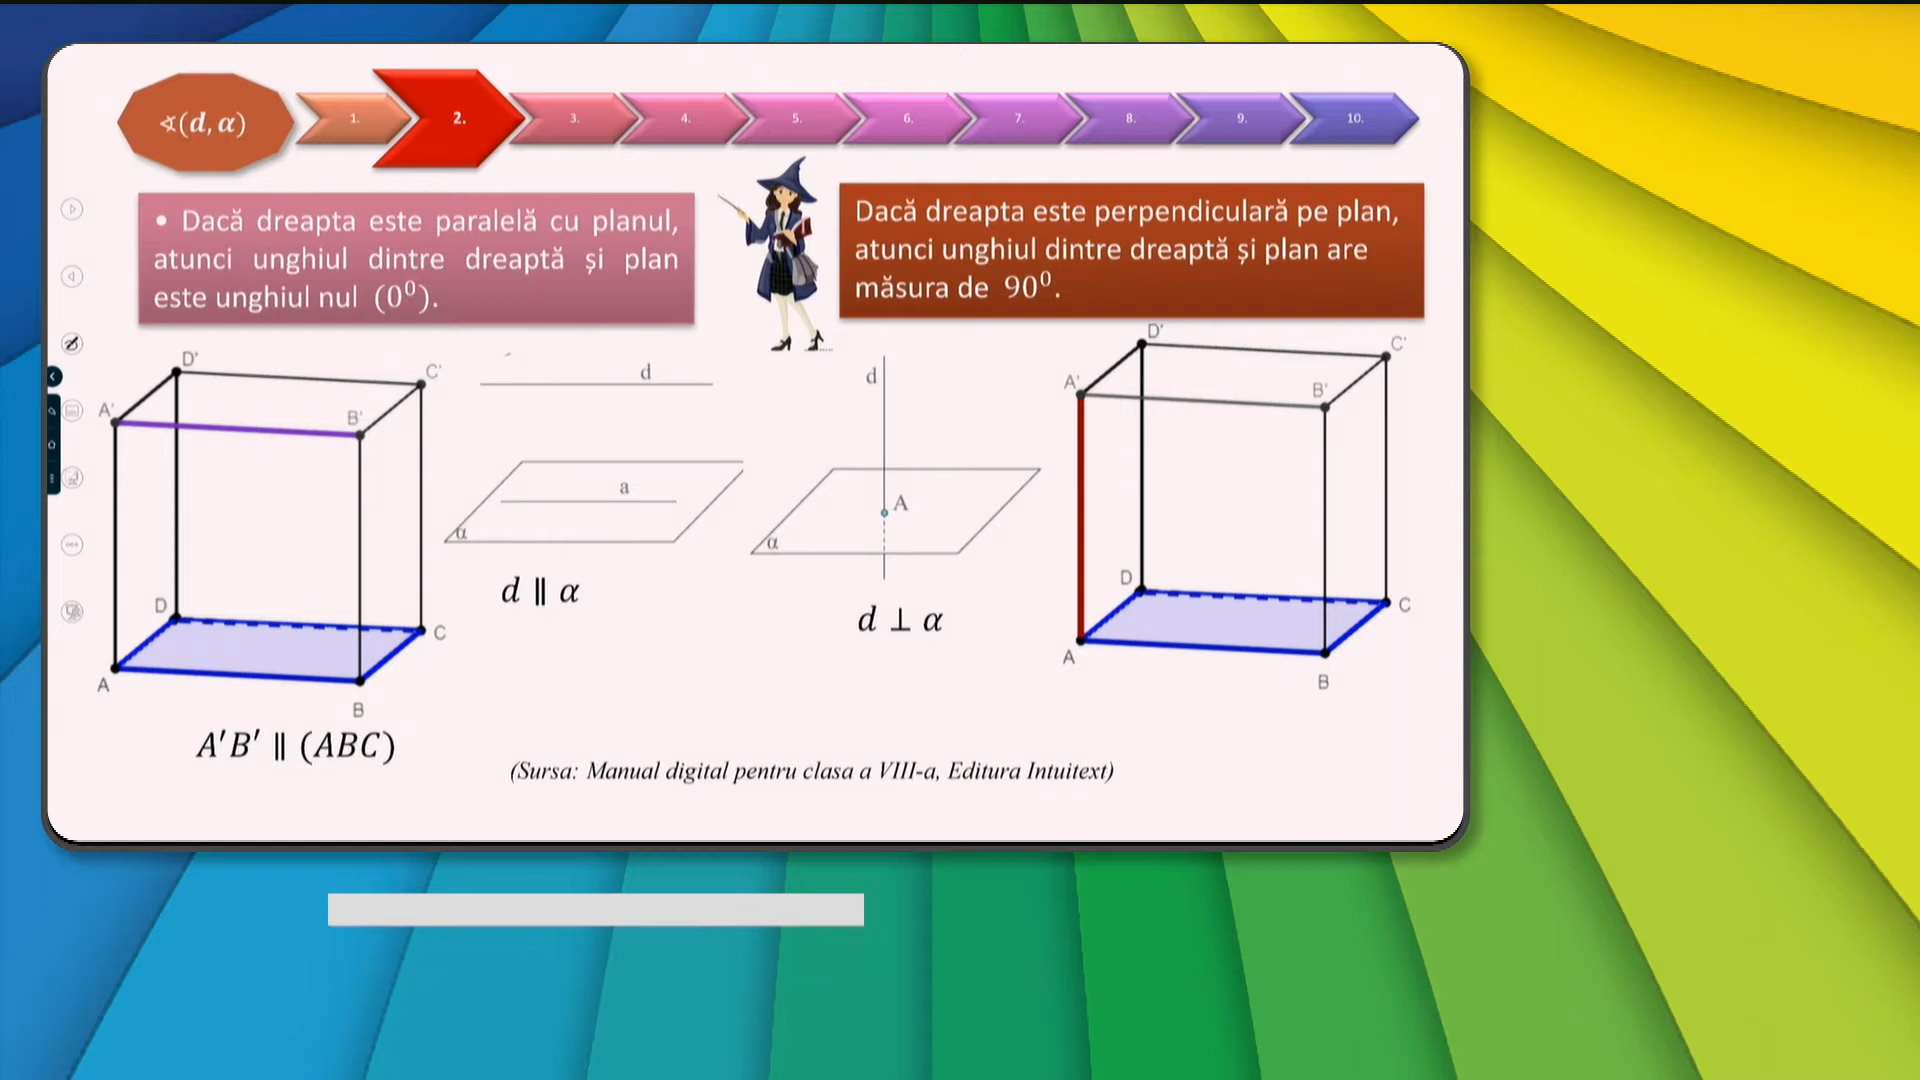 ∢(d, α)
1.
2.
3.
4.
5.
6.
7.
8.
9.
10.
• Dacă dreapta este paralelă cu planul,
atunci unghiul dintre dreaptă și plan
este unghiul nul (0⁰).
Dacă dreapta este perpendiculară pe plan,
atunci unghiul dintre dreaptă și plan are
măsura de 90⁰.
D'
C'
A'
B'
D
C
A
B
A′B′ ∥ (ABC)
d
a
α
d ∥ α
d
A
α
d ⊥ α
D'
C'
A'
B'
D
C
A
B
(Sursa: Manual digital pentru clasa a VIII-a, Editura Intuitext)